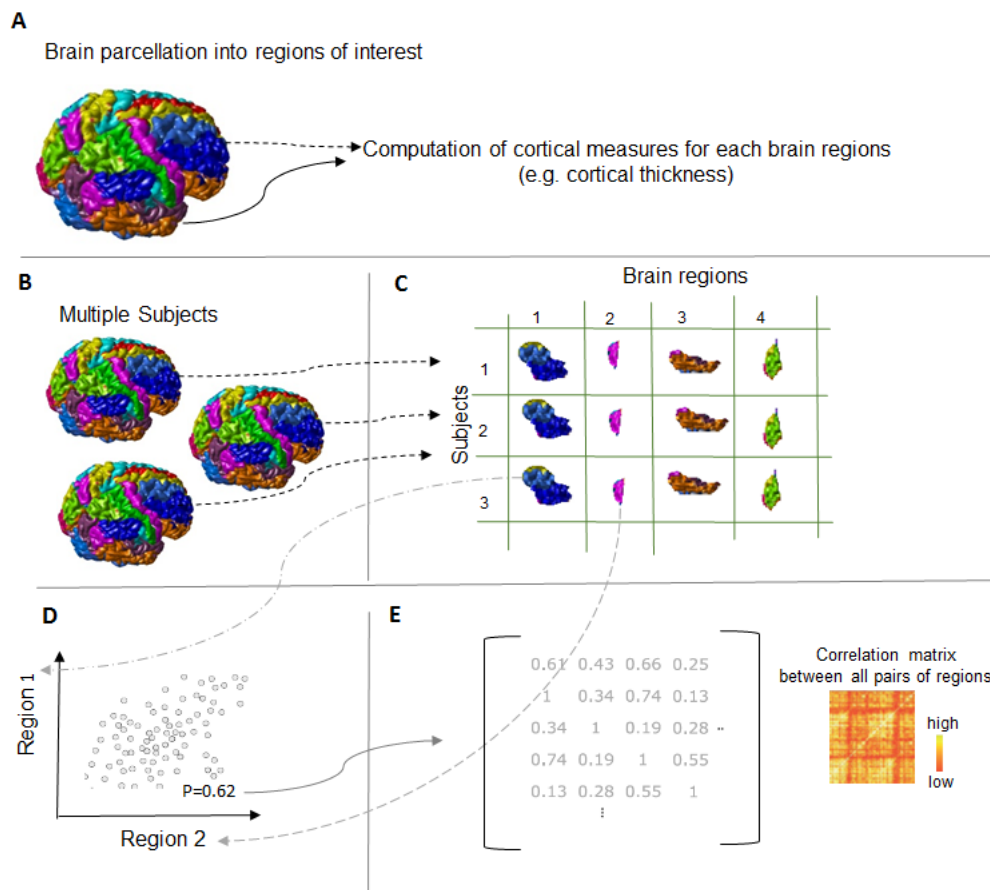 A
Brain parcellation into regions of interest
Computation of cortical measures for each brain regions
(e.g. cortical thickness)
B
Multiple Subjects
C
Brain regions
1 2 3 4
Subjects
1
2
3
D
Region 1
P=0.62
Region 2
E
0.61 0.43 0.66 0.25
1 0.34 0.74 0.13
0.34 1 0.19 0.28 ..
0.74 0.19 1 0.55
0.13 0.28 0.55 1
⋮
Correlation matrix
between all pairs of regions
high
low